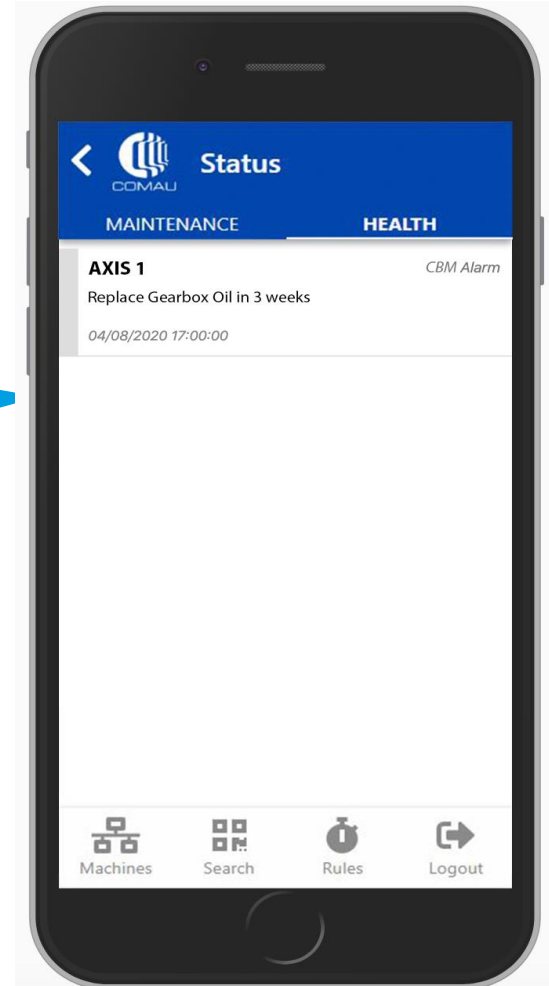 COMAU
Status
MAINTENANCE HEALTH
AXIS 1 CBM Alarm
Replace Gearbox Oil in 3 weeks
04/08/2020 17:00:00
Machines Search Rules Logout